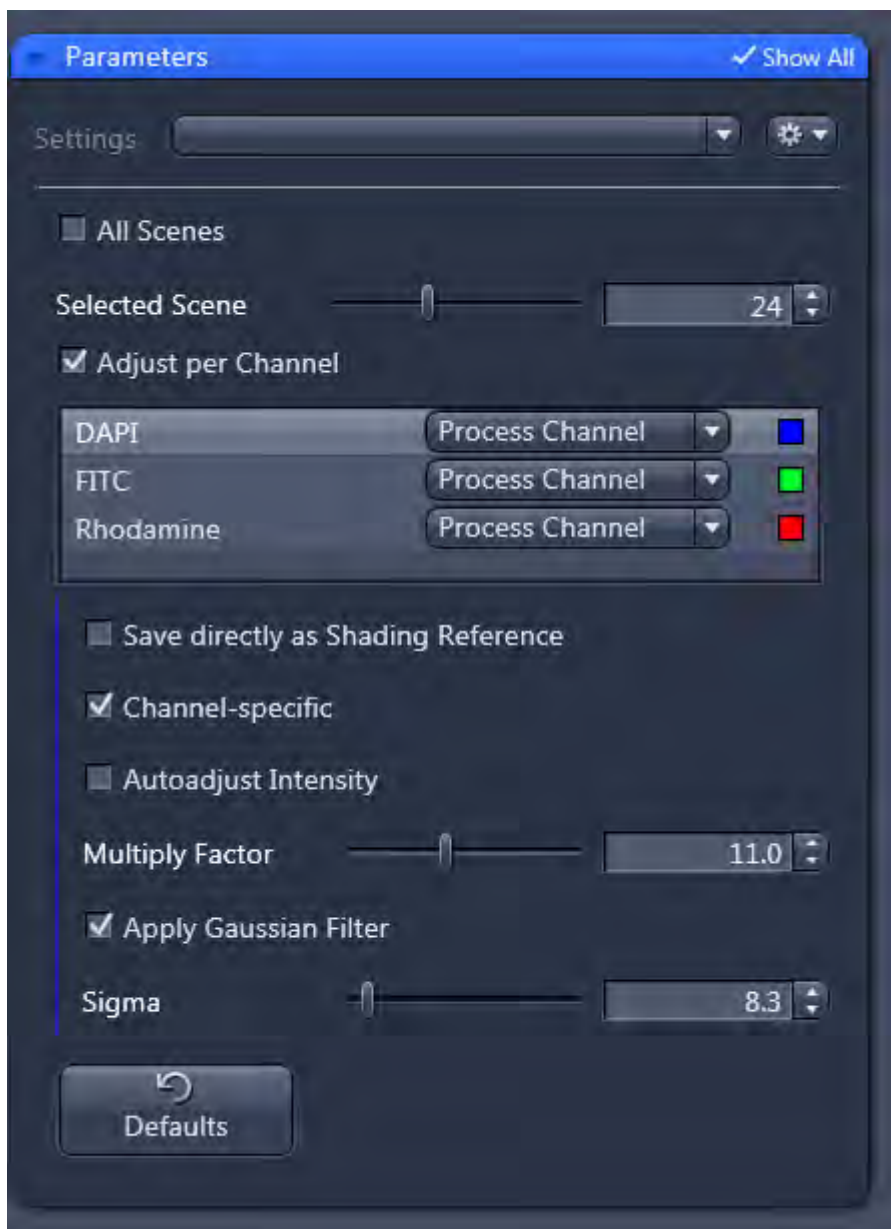 Parameters Show All
Settings
All Scenes
Selected Scene 24
Adjust per Channel
DAPI Process Channel
FITC Process Channel
Rhodamine Process Channel
Save directly as Shading Reference
Channel-specific
Autoadjust Intensity
Multiply Factor 11.0
Apply Gaussian Filter
Sigma 8.3
Defaults